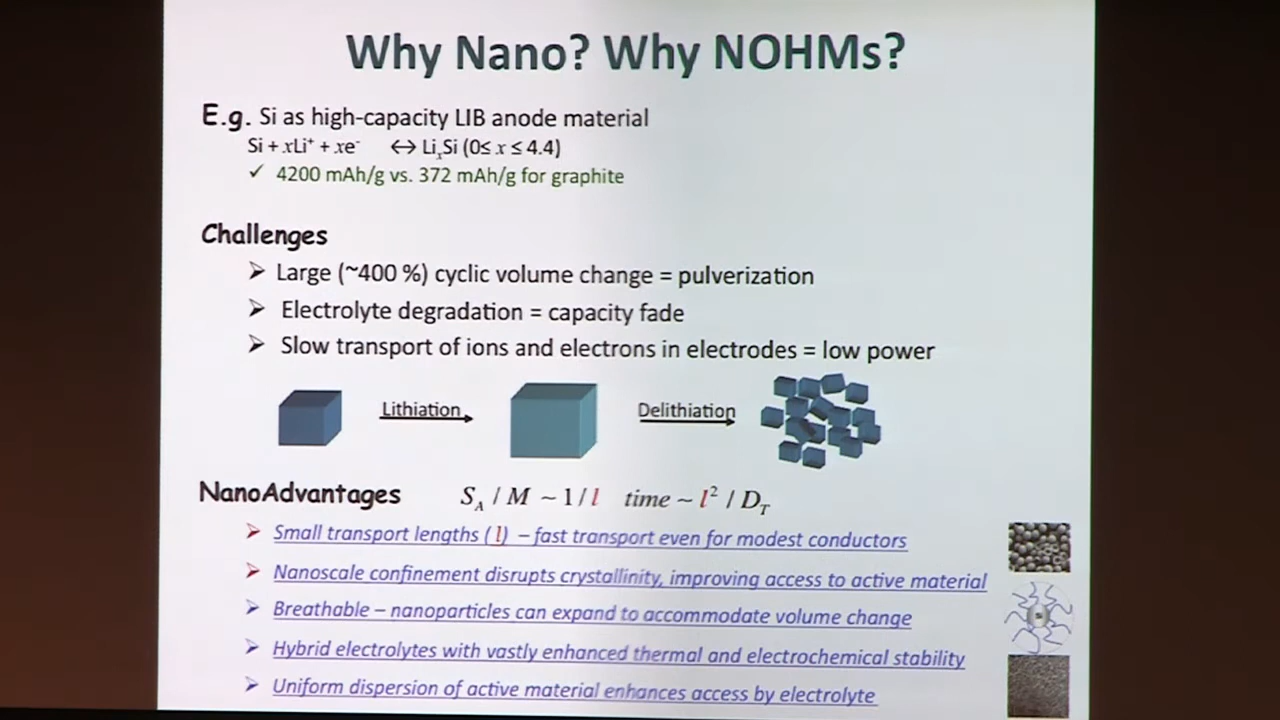 Why Nano? Why NOHMs?
E.g. Si as high-capacity LIB anode material
Si + xLi⁺ + xe⁻ ↔ LiₓSi (0≤ x ≤ 4.4)
✓ 4200 mAh/g vs. 372 mAh/g for graphite
Challenges
➢ Large (~400 %) cyclic volume change = pulverization
➢ Electrolyte degradation = capacity fade
➢ Slow transport of ions and electrons in electrodes = low power
Lithiation Delithiation
NanoAdvantages S_A / M ~ 1 / l time ~ l² / D_T
➢ Small transport lengths ( l ) – fast transport even for modest conductors
➢ Nanoscale confinement disrupts crystallinity, improving access to active material
➢ Breathable – nanoparticles can expand to accommodate volume change
➢ Hybrid electrolytes with vastly enhanced thermal and electrochemical stability
➢ Uniform dispersion of active material enhances access by electrolyte